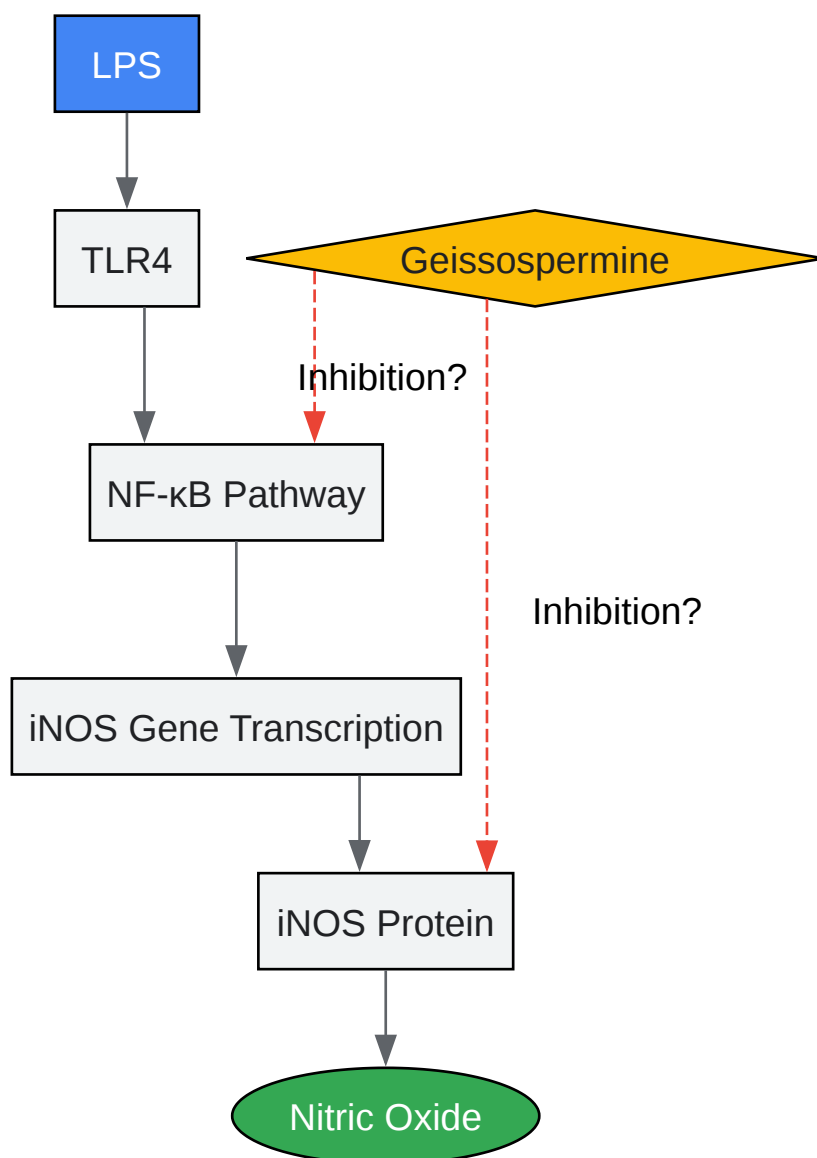 LPS
TLR4
Geissospermine
Inhibition?
NF-κB Pathway
Inhibition?
iNOS Gene Transcription
iNOS Protein
Nitric Oxide